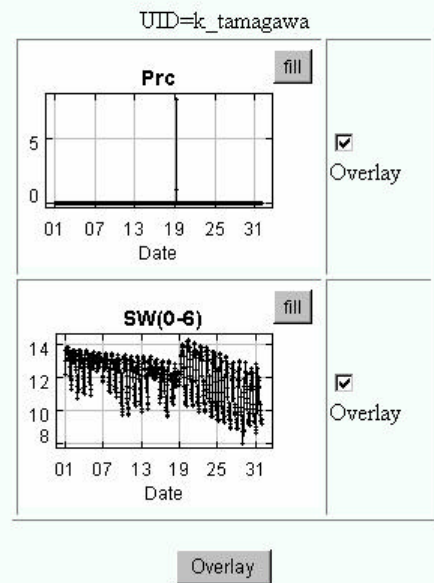 UID=k_tamagawa
fill
Prc
5
0
01 07 13 19 25 31
Date
Overlay
fill
SW(0-6)
14
12
10
8
01 07 13 19 25 31
Date
Overlay
Overlay